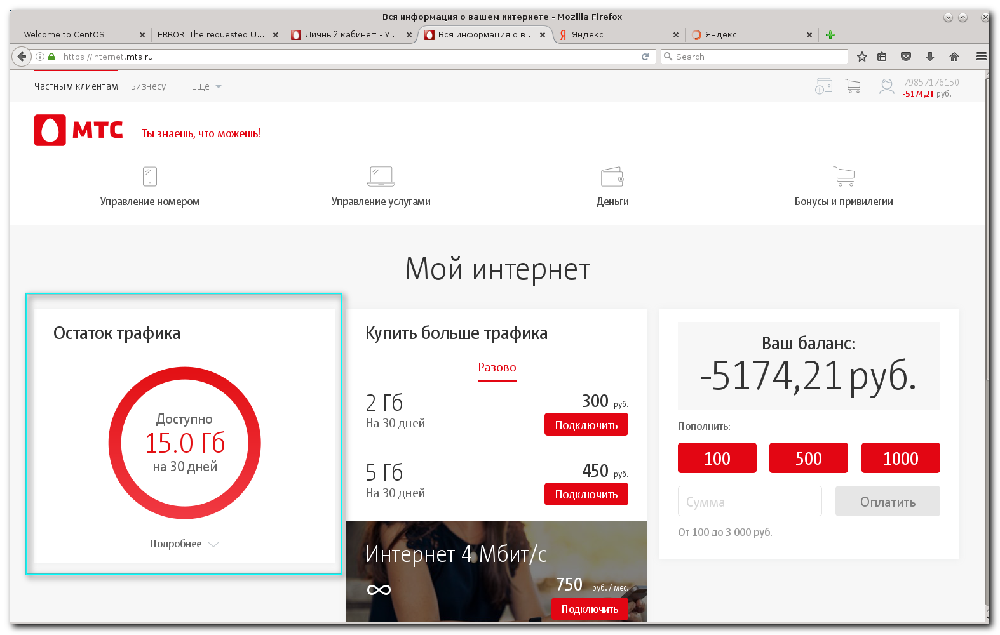 Вся информация о вашем интернете - Mozilla Firefox
Welcome to CentOS
ERROR: The requested U...
Личный кабинет - У...
Вся информация о в...
Яндекс
Яндекс
https://internet.mts.ru
Search
Частным клиентам
Бизнесу
Еще
79857176150
-5174,21 руб.
МТС
Ты знаешь, что можешь!
Управление номером
Управление услугами
Деньги
Бонусы и привилегии
Мой интернет
Остаток трафика
Доступно
15.0 Гб
на 30 дней
Подробнее
Купить больше трафика
Разово
2 Гб
300 руб.
На 30 дней
Подключить
5 Гб
450 руб.
На 30 дней
Подключить
Интернет 4 Мбит/с
750 руб. / мес.
Подключить
Ваш баланс:
-5174,21 руб.
Пополнить:
100
500
1000
Сумма
Оплатить
От 100 до 3 000 руб.